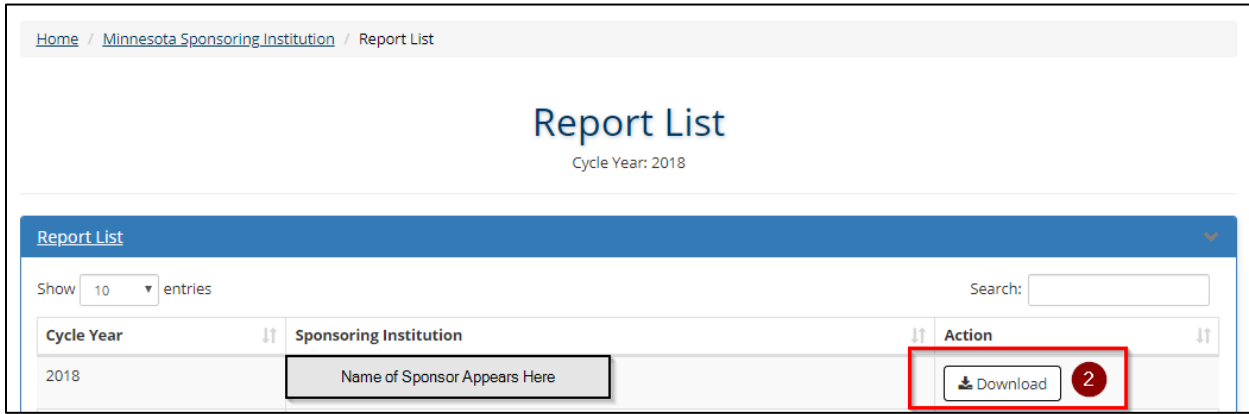 Home / Minnesota Sponsoring Institution / Report List
Report List
Cycle Year: 2018
Report List
Show 10 entries Search:
Cycle Year Sponsoring Institution Action
2018 Name of Sponsor Appears Here Download 2